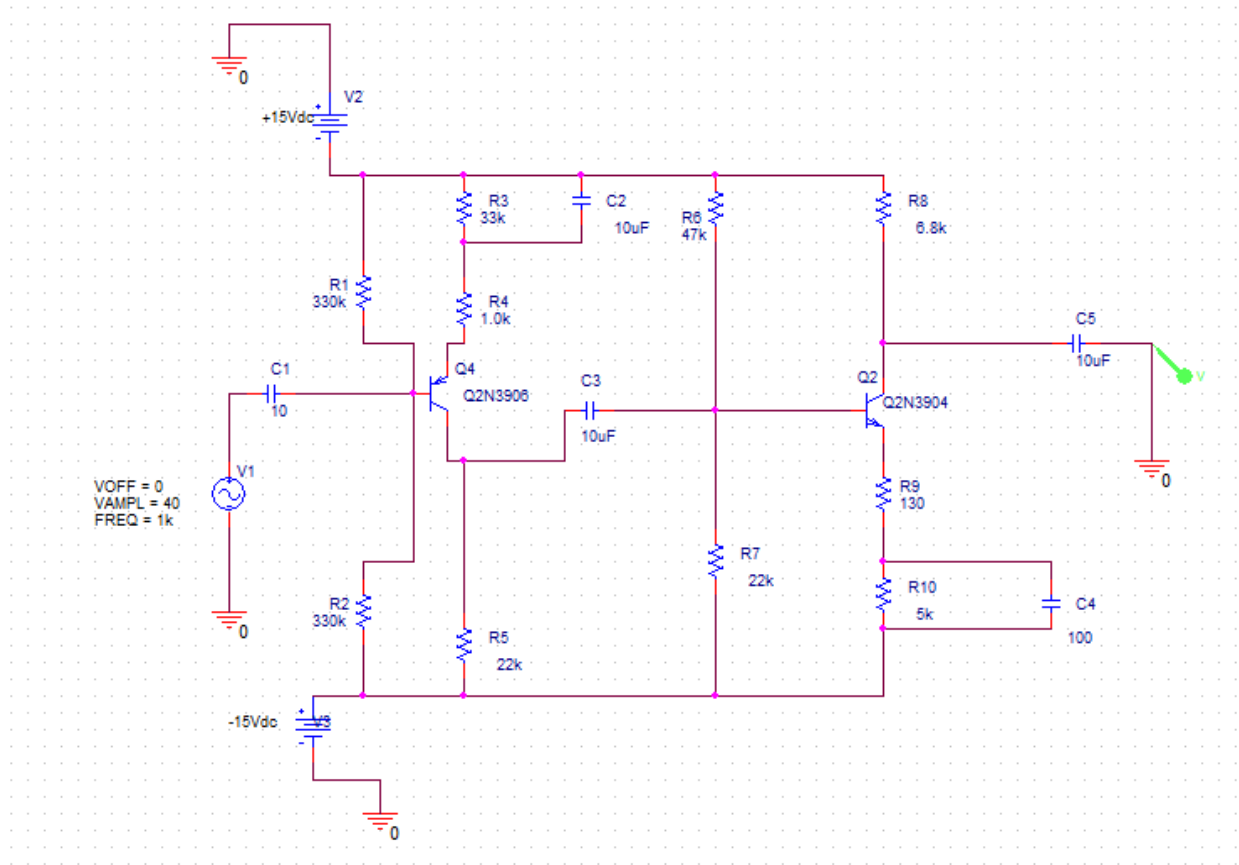 0
V2
+15Vdc
+
-
R3
33k
C2
10uF
R6
47k
R8
6.8k
R1
330k
R4
1.0k
C5
10uF
C1
10
Q4
Q2N3906
C3
10uF
Q2
Q2N3904
V
V1
VOFF = 0
VAMPL = 40
FREQ = 1k
0
R9
130
R7
22k
R10
5k
C4
100
R2
330k
0
R5
22k
-15Vdc
V3
+
-
0